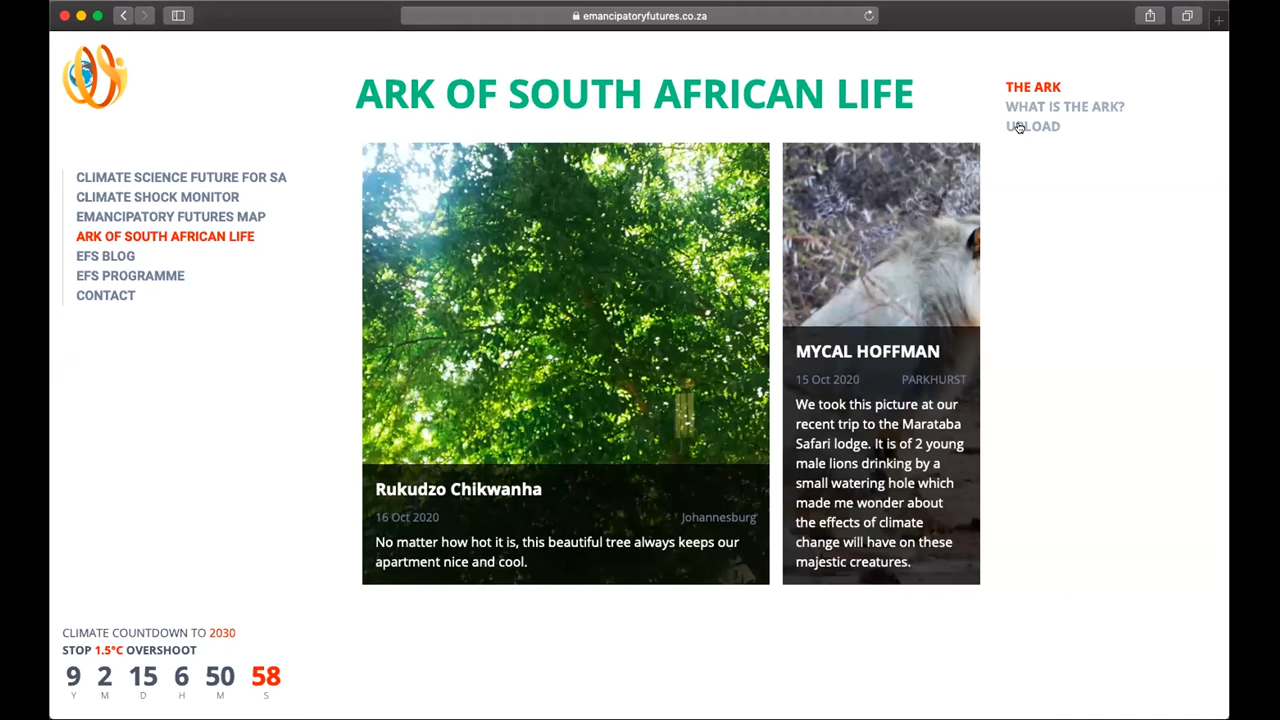 emancipatoryfutures.co.za
ARK OF SOUTH AFRICAN LIFE
THE ARK
WHAT IS THE ARK?
UPLOAD
CLIMATE SCIENCE FUTURE FOR SA
CLIMATE SHOCK MONITOR
EMANCIPATORY FUTURES MAP
ARK OF SOUTH AFRICAN LIFE
EFS BLOG
EFS PROGRAMME
CONTACT
Rukudzo Chikwanha
16 Oct 2020 Johannesburg
No matter how hot it is, this beautiful tree always keeps our
apartment nice and cool.
MYCAL HOFFMAN
15 Oct 2020 PARKHURST
We took this picture at our
recent trip to the Marataba
Safari lodge. It is of 2 young
male lions drinking by a
small watering hole which
made me wonder about
the effects of climate
change will have on these
majestic creatures.
CLIMATE COUNTDOWN TO 2030
STOP 1.5°C OVERSHOOT
9 2 15 6 50 58
Y M D H M S